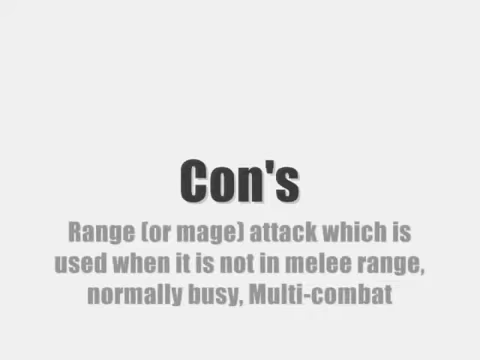 Con's
Range (or mage) attack which is
used when it is not in melee range,
normally busy, Multi-combat